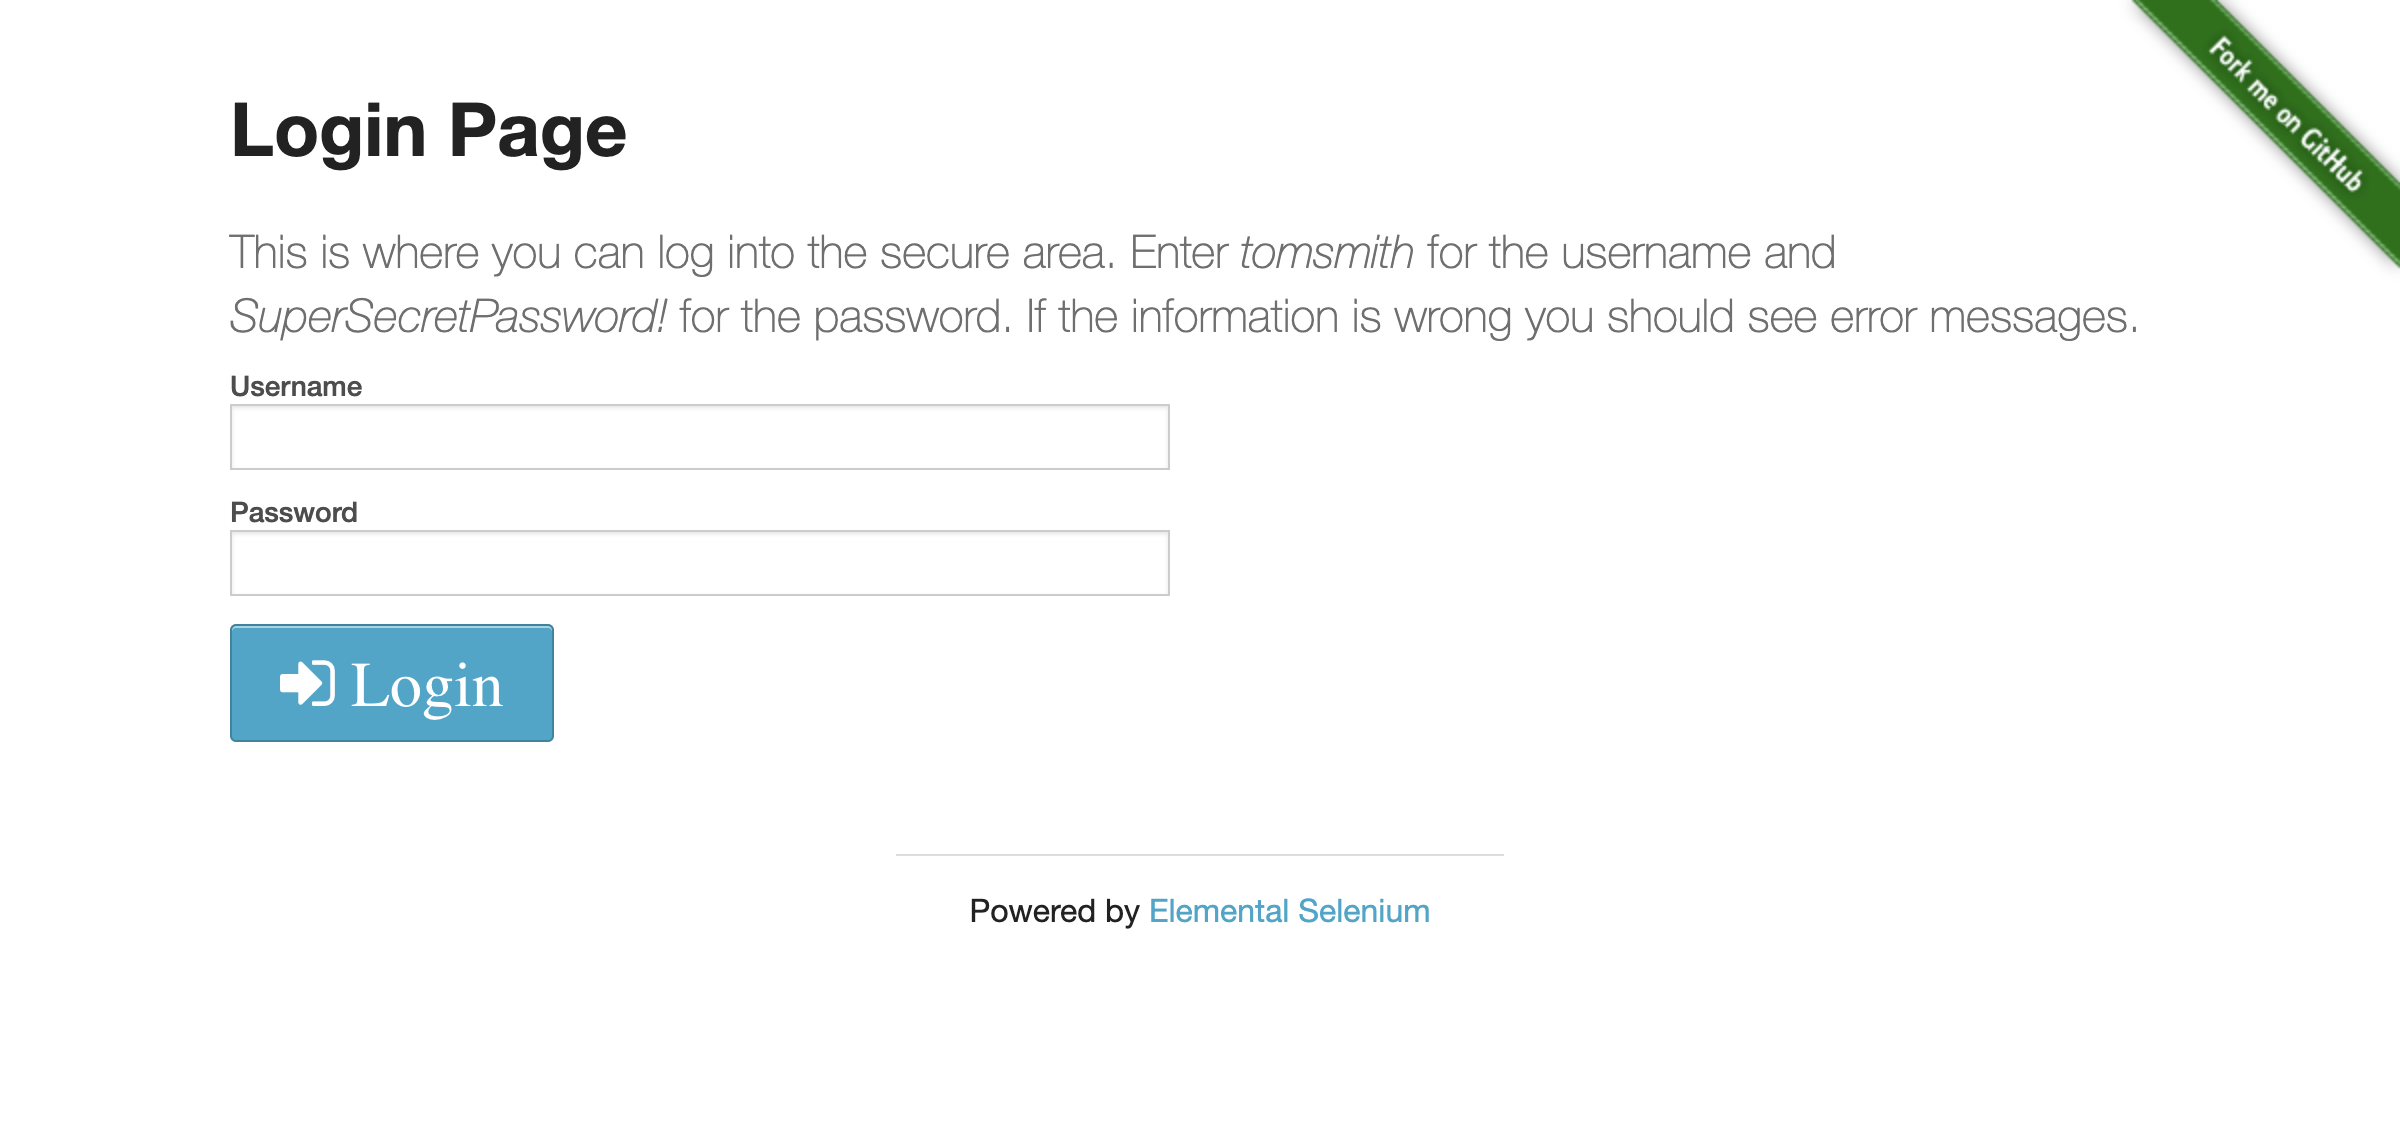 Fork me on GitHub
Login Page
This is where you can log into the secure area. Enter tomsmith for the username and
SuperSecretPassword! for the password. If the information is wrong you should see error messages.
Username
Password
Login
Powered by Elemental Selenium